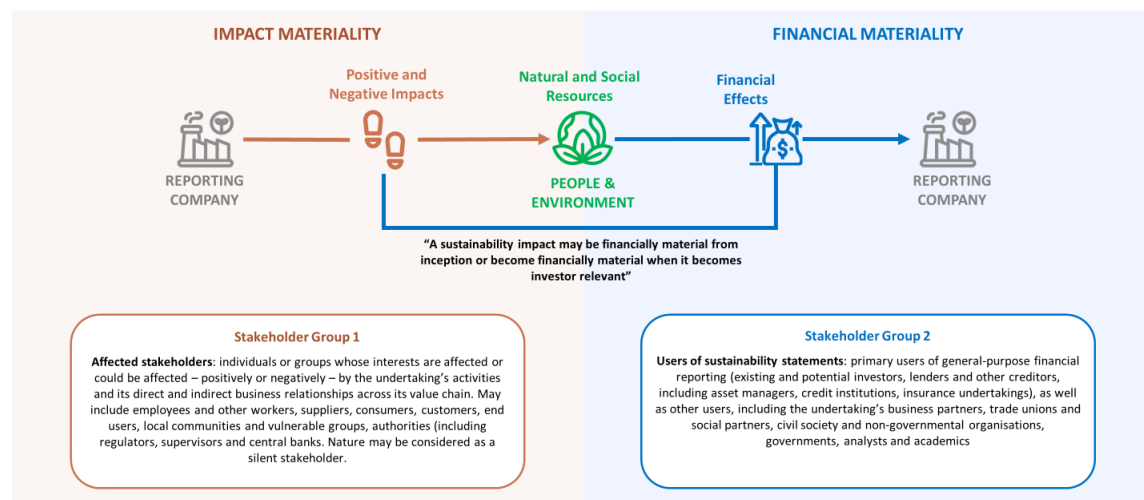 IMPACT MATERIALITY
FINANCIAL MATERIALITY
Positive and
Negative Impacts
Natural and Social
Resources
Financial
Effects
$
REPORTING
COMPANY
PEOPLE &
ENVIRONMENT
REPORTING
COMPANY
“A sustainability impact may be financially material from
inception or become financially material when it becomes
investor relevant”
Stakeholder Group 1
Affected stakeholders: individuals or groups whose interests are affected or
could be affected – positively or negatively – by the undertaking’s activities
and its direct and indirect business relationships across its value chain. May
include employees and other workers, suppliers, consumers, customers, end
users, local communities and vulnerable groups, authorities (including
regulators, supervisors and central banks. Nature may be considered as a
silent stakeholder.
Stakeholder Group 2
Users of sustainability statements: primary users of general-purpose financial
reporting (existing and potential investors, lenders and other creditors,
including asset managers, credit institutions, insurance undertakings), as well
as other users, including the undertaking’s business partners, trade unions and
social partners, civil society and non-governmental organisations,
governments, analysts and academics